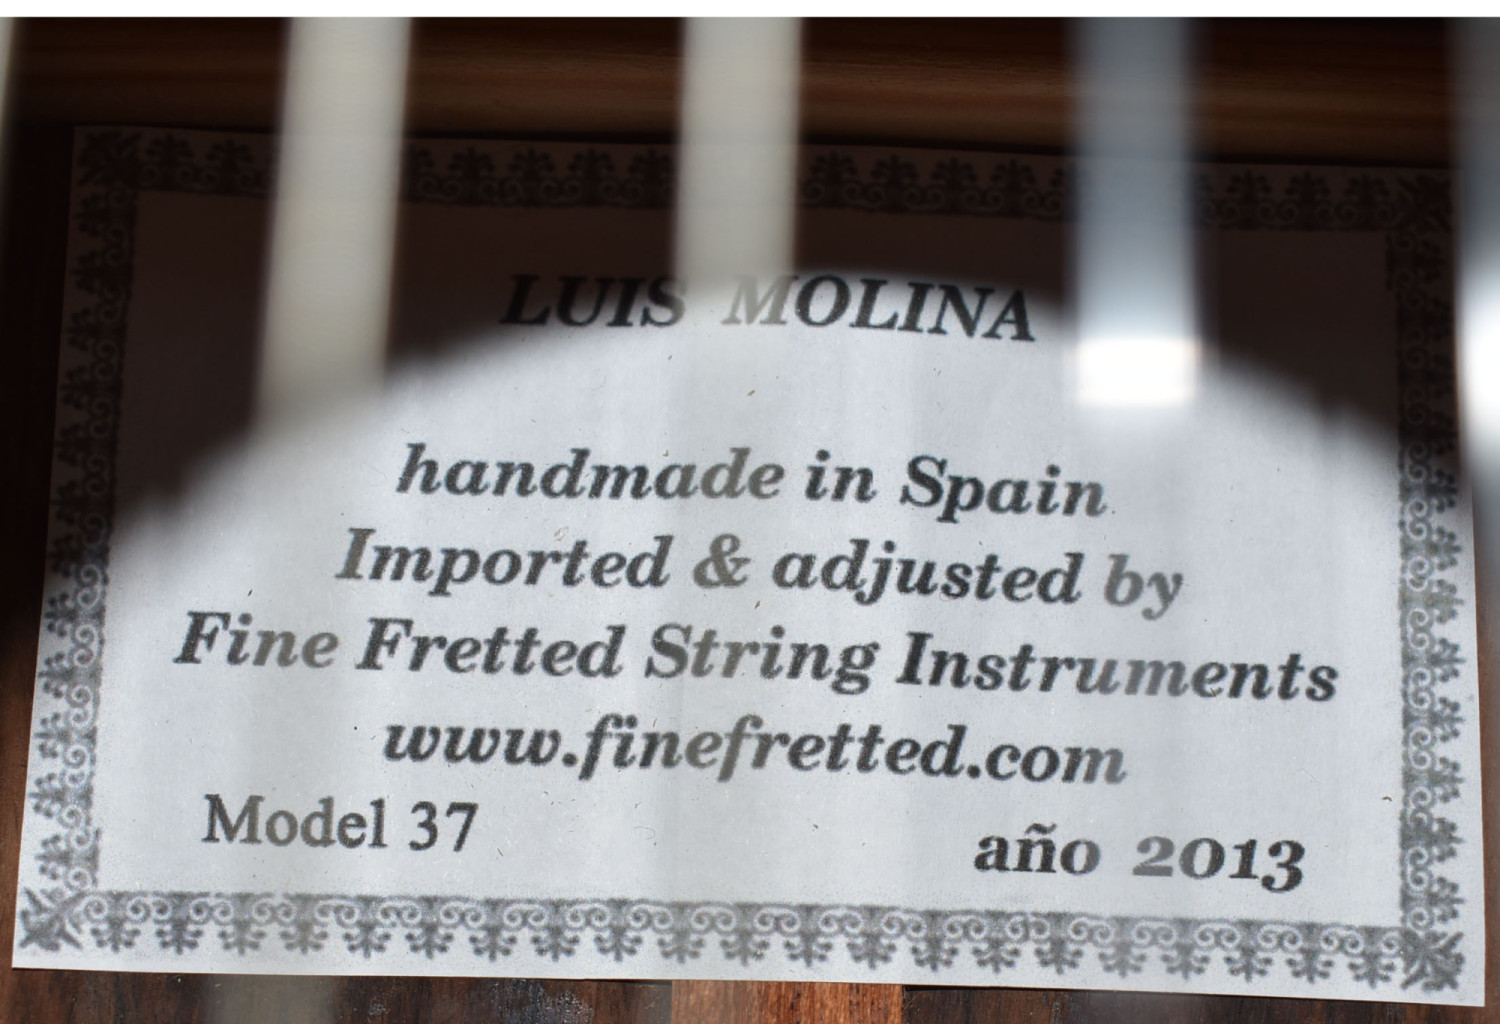 LUIS MOLINA
handmade in Spain
Imported & adjusted by
Fine Fretted String Instruments
www.finefretted.com
Model 37 año 2013